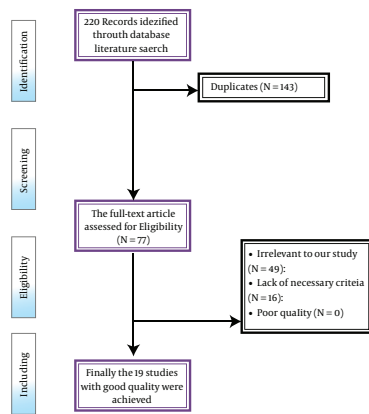 Identification
220 Records idezified
throuth database
literature saerch
Duplicates (N = 143)
Screening
The full-text article
assessed for Eligibility
(N = 77)
Eligibility
• Irrelevant to our study
(N = 49):
• Lack of necessary criteia
(N = 16):
• Poor quality (N = 0)
Including
Finally the 19 studies
with good quality were
achieved